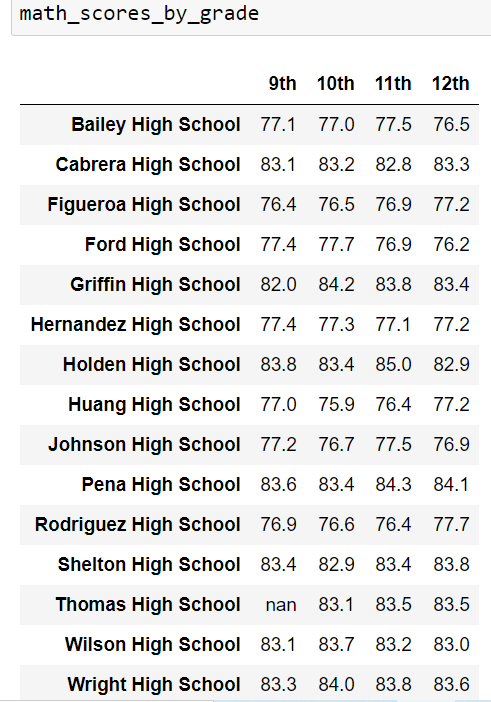 math_scores_by_grade
9th 10th 11th 12th
Bailey High School 77.1 77.0 77.5 76.5
Cabrera High School 83.1 83.2 82.8 83.3
Figueroa High School 76.4 76.5 76.9 77.2
Ford High School 77.4 77.7 76.9 76.2
Griffin High School 82.0 84.2 83.8 83.4
Hernandez High School 77.4 77.3 77.1 77.2
Holden High School 83.8 83.4 85.0 82.9
Huang High School 77.0 75.9 76.4 77.2
Johnson High School 77.2 76.7 77.5 76.9
Pena High School 83.6 83.4 84.3 84.1
Rodriguez High School 76.9 76.6 76.4 77.7
Shelton High School 83.4 82.9 83.4 83.8
Thomas High School nan 83.1 83.5 83.5
Wilson High School 83.1 83.7 83.2 83.0
Wright High School 83.3 84.0 83.8 83.6